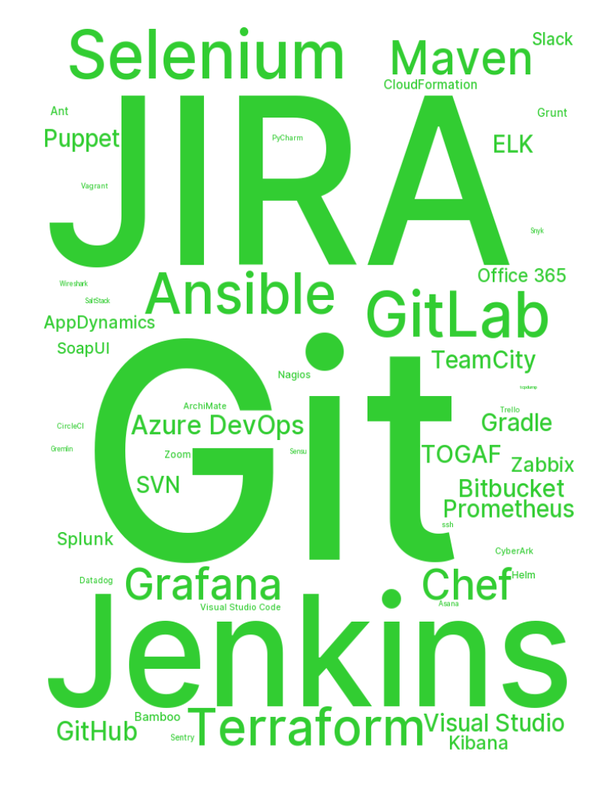 Slack
Selenium
Maven
CloudFormation
Ant
Grunt
JIRA
Puppet
PyCharm
ELK
Vagrant
Snyk
Office 365
Wireshark
Ansible
SaltStack
GitLab
AppDynamics
SoapUI
TeamCity
Nagios
Git
ArchiMate
Trello
Azure DevOps
Gradle
CircleCI
Gremlin
Zoom
Sensu
TOGAF
Zabbix
SVN
Bitbucket
Prometheus
ssh
Splunk
CyberArk
Datadog
Grafana
Chef
Helm
Visual Studio Code
Asana
Jenkins
Bamboo
GitHub
Sentry
Terraform
Visual Studio
Kibana